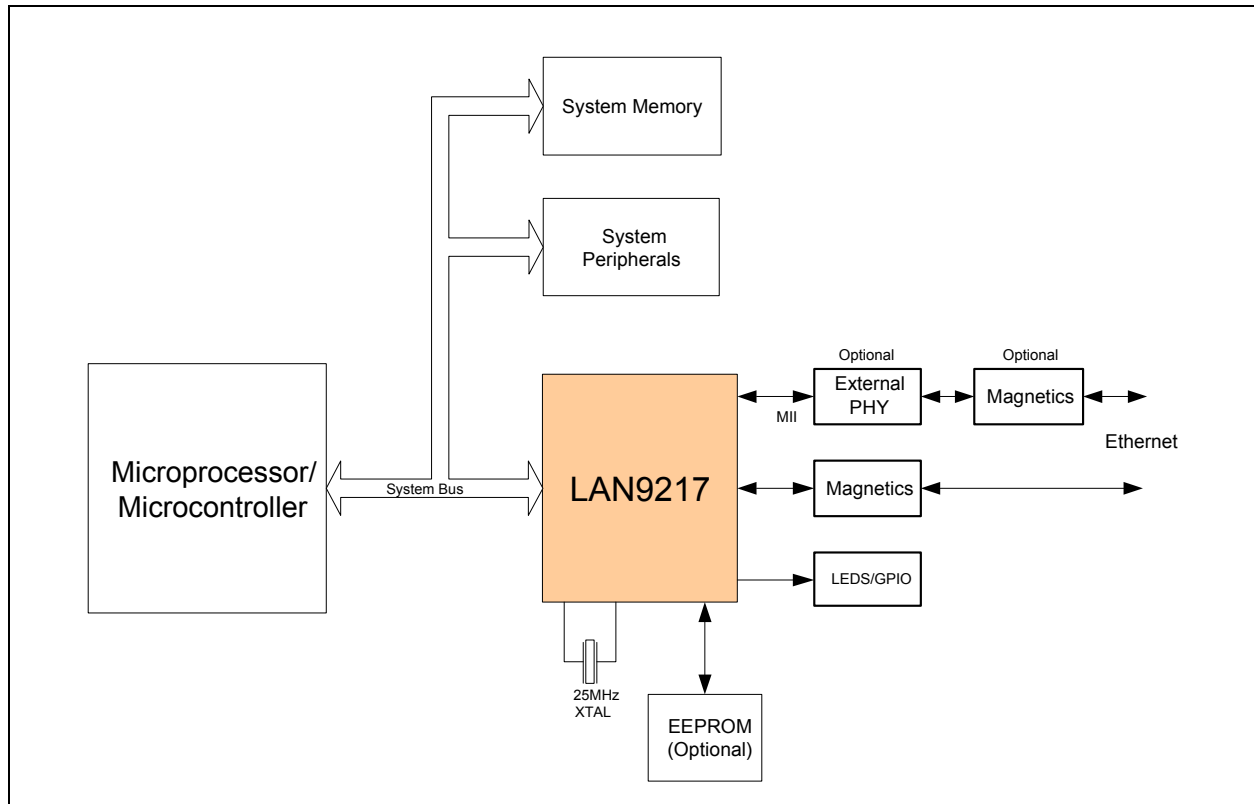 System Memory
System
Peripherals
Optional
Optional
External
PHY
Magnetics
MII
Ethernet
Microprocessor/
Microcontroller
System Bus
LAN9217
Magnetics
LEDS/GPIO
25MHz
XTAL
EEPROM
(Optional)